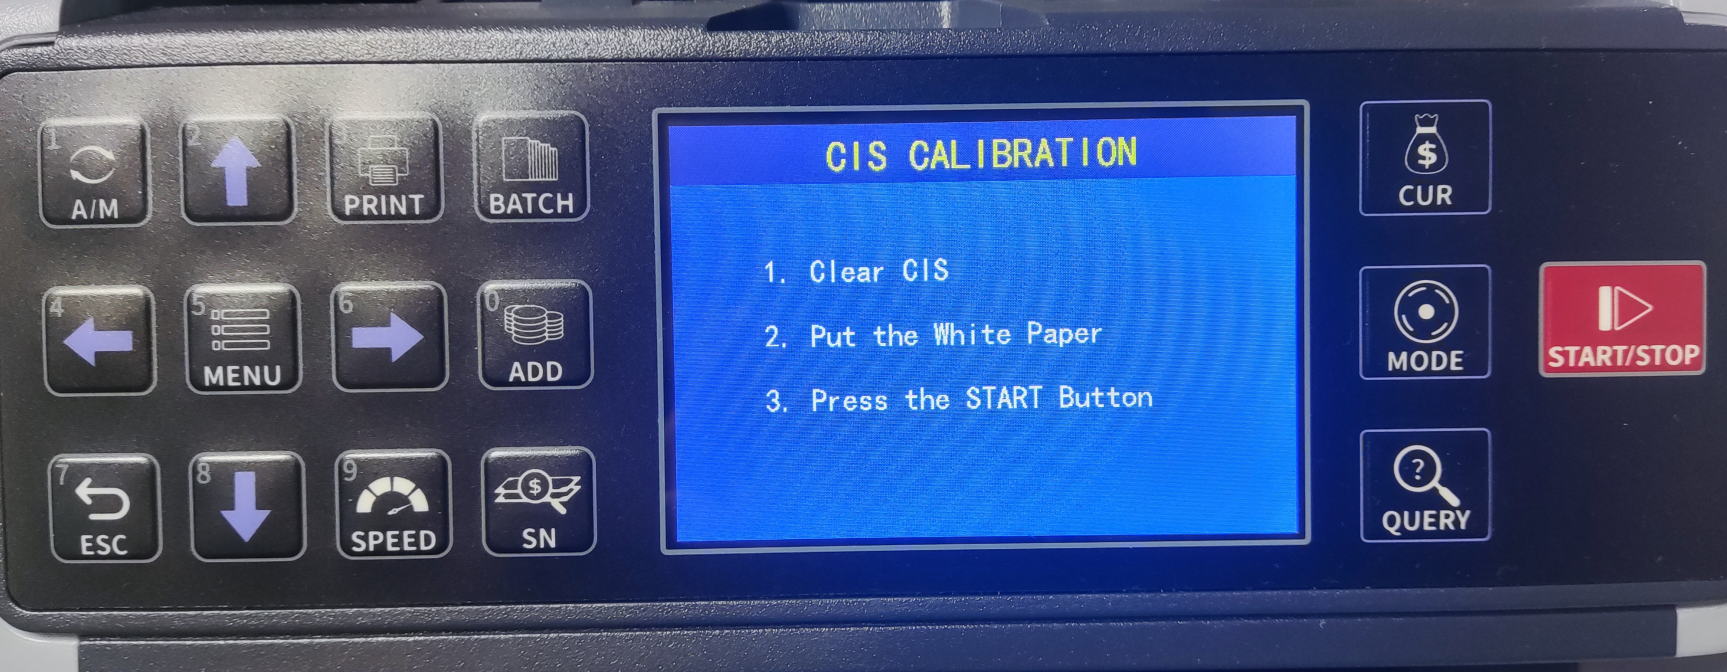 1
A/M
2
3
PRINT
BATCH
4
5
MENU
6
0
ADD
7
ESC
8
9
SPEED
SN
CIS CALIBRATION
1. Clear CIS
2. Put the White Paper
3. Press the START Button
$
CUR
MODE
?
QUERY
START/STOP